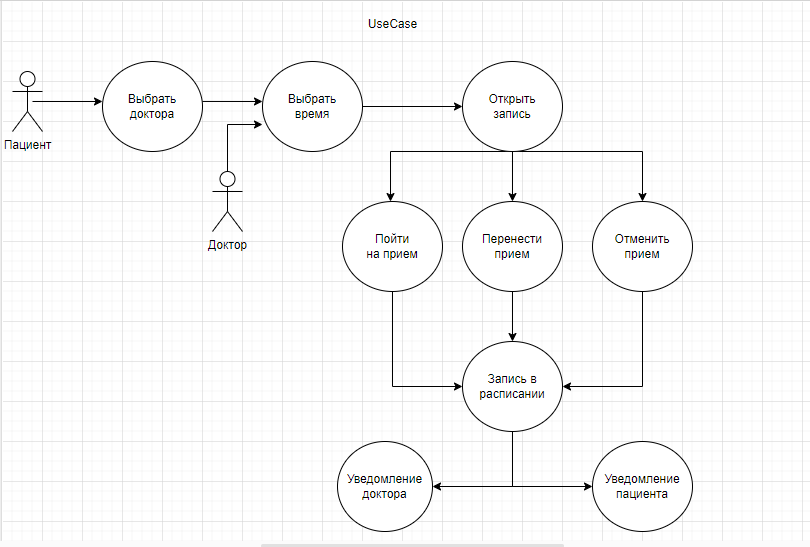 UseCase
Выбрать
доктора
Выбрать
время
Открыть
запись
Пациент
Доктор
Пойти
на прием
Перенести
прием
Отменить
прием
Запись в
расписании
Уведомление
доктора
Уведомление
пациента